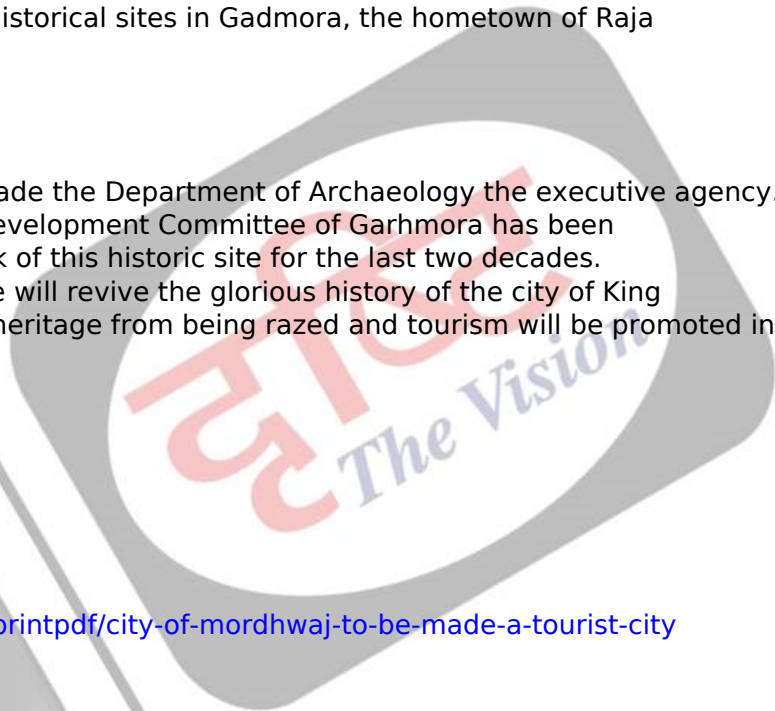 istorical sites in Gadmora, the hometown of Raja
ade the Department of Archaeology the executive agency.
evelopment Committee of Garhmora has been
k of this historic site for the last two decades.
e will revive the glorious history of the city of King
heritage from being razed and tourism will be promoted in
दृष्टि
The Vision
printpdf/city-of-mordhwaj-to-be-made-a-tourist-city